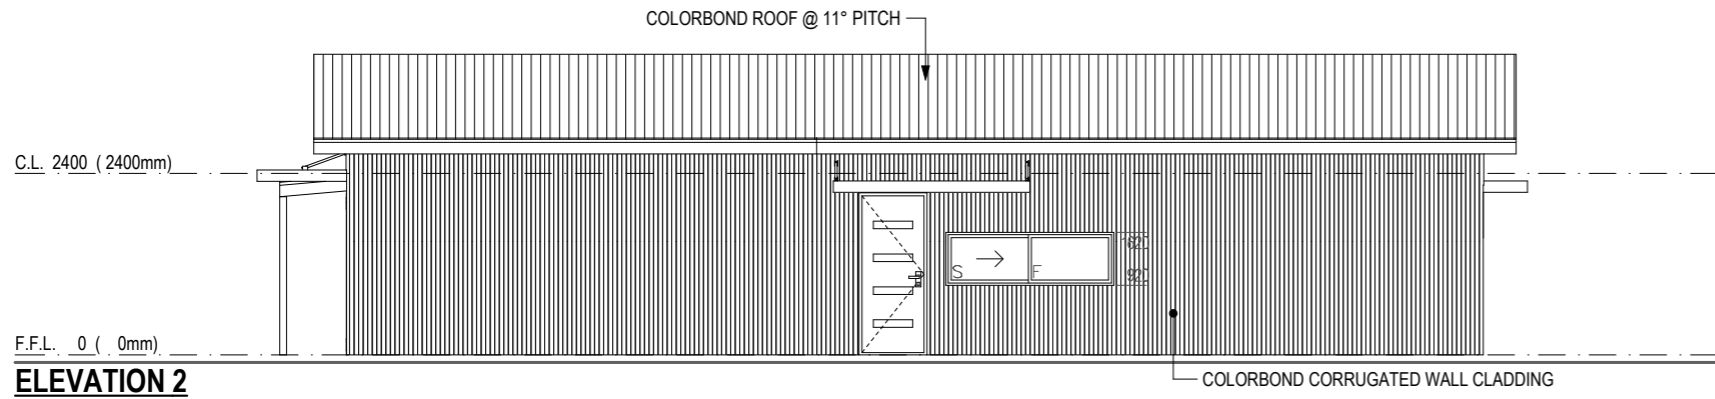 COLORBOND ROOF @ 11° PITCH
C.L. 2400 ( 2400mm)
S
F
F.F.L. 0 ( 0mm)
ELEVATION 2
COLORBOND CORRUGATED WALL CLADDING